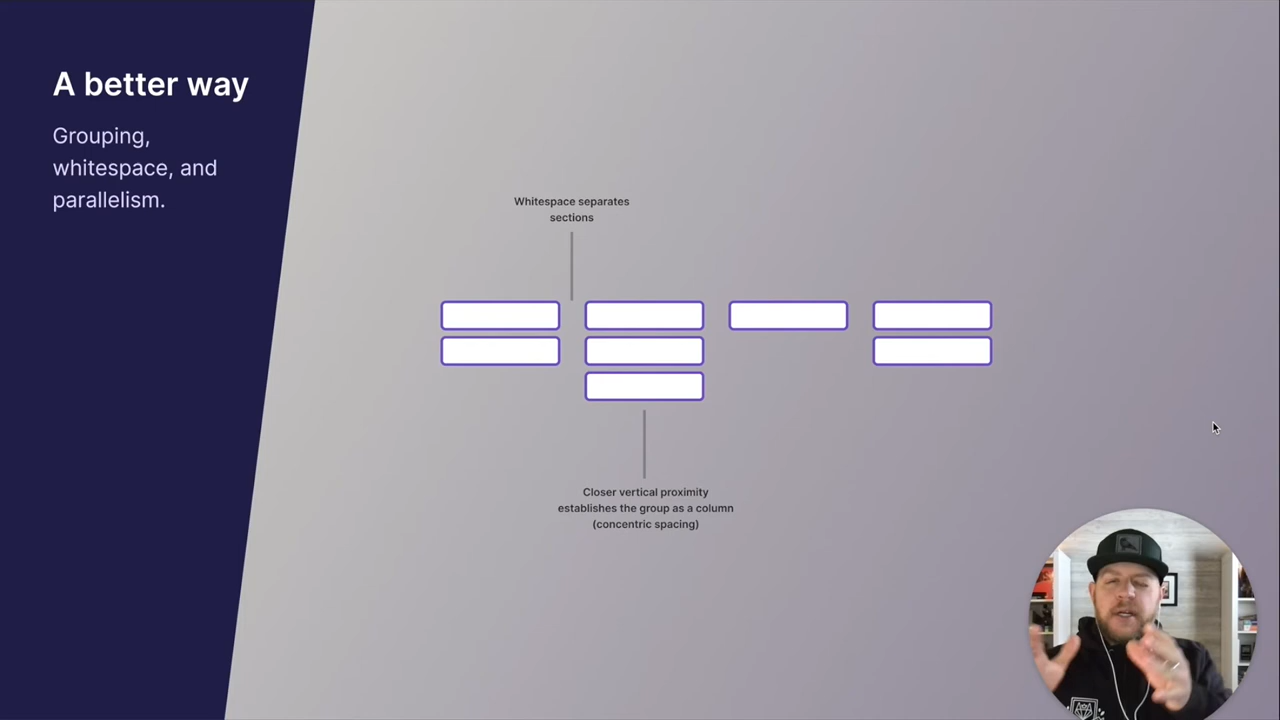 A better way
Grouping,
whitespace, and
parallelism.
Whitespace separates
sections
Closer vertical proximity
establishes the group as a column
(concentric spacing)